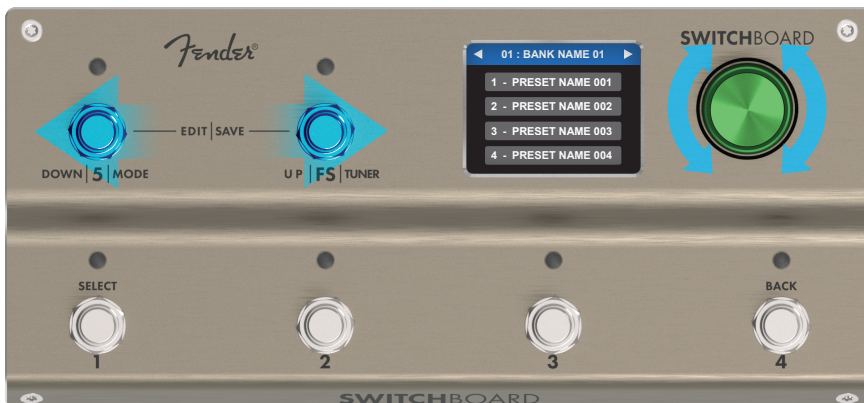 Fender®
SWITCHBOARD
01 : BANK NAME 01
1 - PRESET NAME 001
2 - PRESET NAME 002
3 - PRESET NAME 003
4 - PRESET NAME 004
EDIT | SAVE
DOWN | 5 | MODE
UP | FS | TUNER
SELECT
BACK
1
2
3
4
SWITCHBOARD